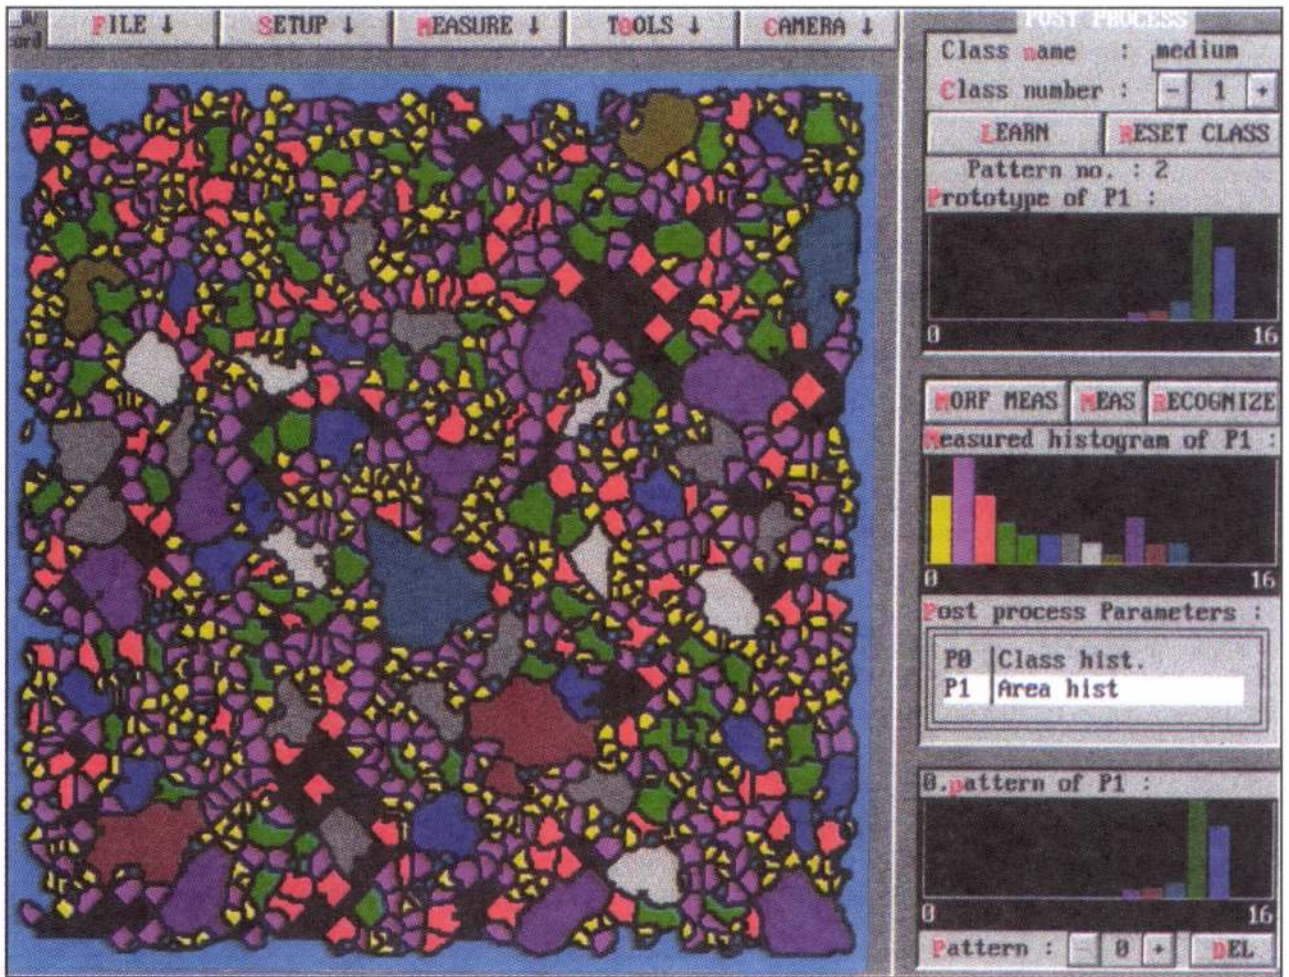 FILE ↓ SETUP ↓ MEASURE ↓ TOOLS ↓ CAMERA ↓
POST PROCESS
Class name : medium
Class number : - 1 +
LEARN RESET CLASS
Pattern no. : 2
Prototype of P1 :
0 16
MORF MEAS MEAS RECOGNIZE
Measured histogram of P1 :
0 16
Post process Parameters :
P0 Class hist.
P1 Area hist
0.pattern of P1 :
0 16
Pattern : - 0 + DEL